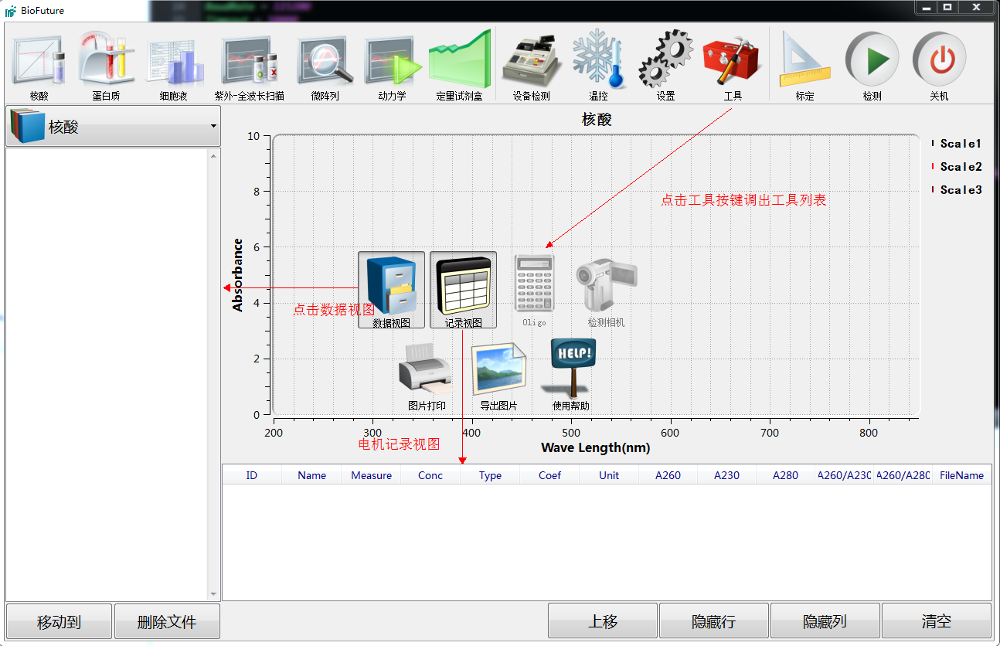 BioFuture
核酸 蛋白质 细胞液 紫外-全波长扫描 微阵列 动力学 定量试剂盒 设备检测 温控 设置 工具 标定 检测 关机
核酸
核酸
10
8
6
4
2
0
Absorbance
Scale1
Scale2
Scale3
点击工具按键调出工具列表
点击数据视图
数据视图 记录视图 Oligo 检测相机
图片打印 导出图片 使用帮助
200 300 400 500 600 700 800
电机记录视图
Wave Length(nm)
ID Name Measure Conc Type Coef Unit A260 A230 A280 A260/A230 A260/A280 FileName
移动到 删除文件 上移 隐藏行 隐藏列 清空